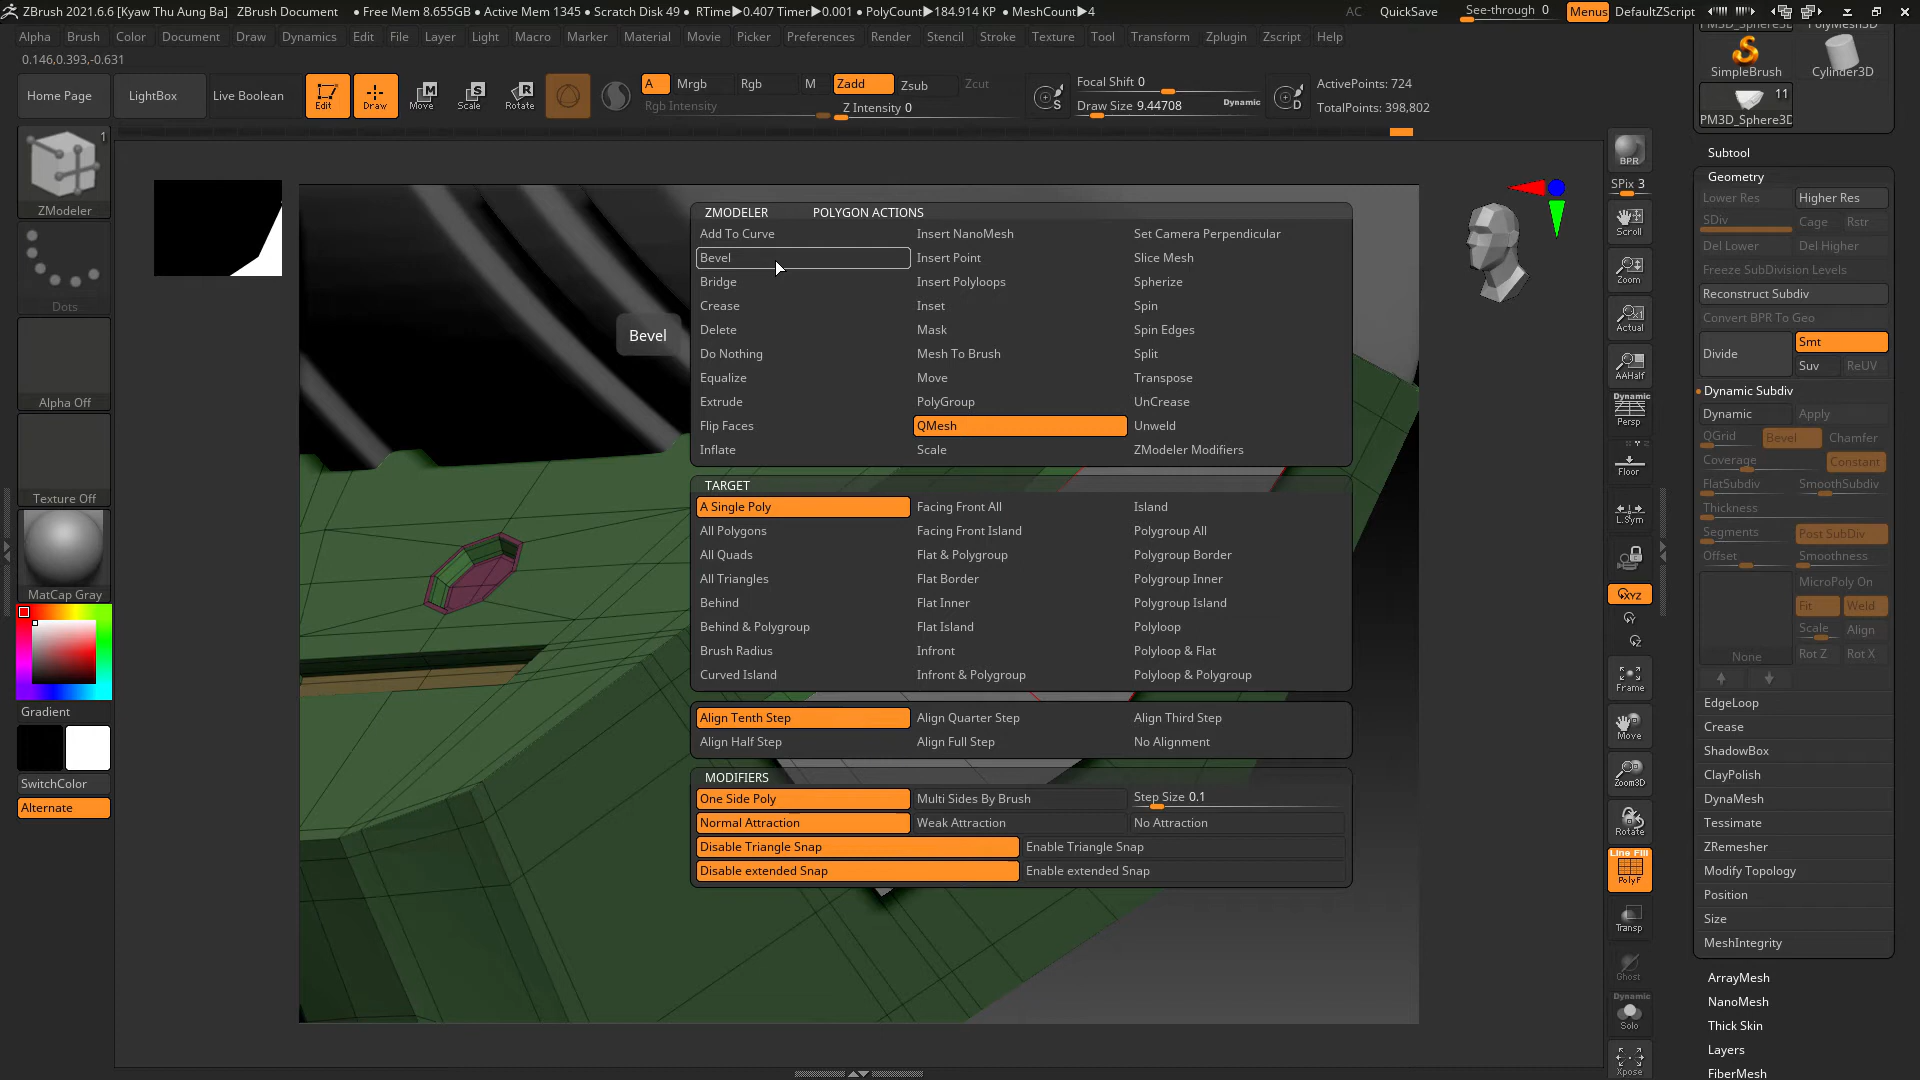 ZBrush 2021.6.6 [Kyaw Thu Aung Ba] ZBrush Document • Free Mem 8.655GB • Active Mem 1345 • Scratch Disk 49 • RTime▶0.407 Timer▶0.001 • PolyCount▶184.914 KP • MeshCount▶4 AC QuickSave See-through 0 Menus DefaultZScript
Alpha Brush Color Document Draw Dynamics Edit File Layer Light Macro Marker Material Movie Picker Preferences Render Stencil Stroke Texture Tool Transform Zplugin Zscript Help
0.146,0.393,-0.631
Home Page LightBox Live Boolean Edit Draw Move Scale Rotate
A Mrgb Rgb M Zadd Zsub Zcut
Rgb Intensity Z Intensity 0
S Focal Shift 0
Draw Size 9.44708 Dynamic
D ActivePoints: 724
TotalPoints: 398,802
1
ZModeler
Dots
Alpha Off
Texture Off
MatCap Gray
Gradient
SwitchColor
Alternate
Bevel
ZMODELER POLYGON ACTIONS
Add To Curve Insert NanoMesh Set Camera Perpendicular
Bevel Insert Point Slice Mesh
Bridge Insert Polyloops Spherize
Crease Inset Spin
Delete Mask Spin Edges
Do Nothing Mesh To Brush Split
Equalize Move Transpose
Extrude PolyGroup UnCrease
Flip Faces QMesh Unweld
Inflate Scale ZModeler Modifiers
TARGET
A Single Poly Facing Front All Island
All Polygons Facing Front Island Polygroup All
All Quads Flat & Polygroup Polygroup Border
All Triangles Flat Border Polygroup Inner
Behind Flat Inner Polygroup Island
Behind & Polygroup Flat Island Polyloop
Brush Radius Infront Polyloop & Flat
Curved Island Infront & Polygroup Polyloop & Polygroup
Align Tenth Step Align Quarter Step Align Third Step
Align Half Step Align Full Step No Alignment
MODIFIERS
One Side Poly Multi Sides By Brush Step Size 0.1
Normal Attraction Weak Attraction No Attraction
Disable Triangle Snap Enable Triangle Snap
Disable extended Snap Enable extended Snap
BPR
SPix 3
Scroll
Zoom
Actual
AAHalf
Dynamic
Persp
Floor
L.Sym
XYZ
Frame
Move
Zoom3D
Rotate
Line Fill
PolyF
Transp
Ghost
Dynamic
Solo
Xpose
PM3D_Sphere3D PolyMesh3D
SimpleBrush Cylinder3D
11
PM3D_Sphere3D
Subtool
Geometry
Lower Res Higher Res
SDiv Cage Rstr
Del Lower Del Higher
Freeze SubDivision Levels
Reconstruct Subdiv
Convert BPR To Geo
Divide Smt
Suv ReUV
Dynamic Subdiv
Dynamic Apply
QGrid Bevel Chamfer
Coverage Constant
FlatSubdiv SmoothSubdiv
Thickness
Segments Post SubDiv
Offset Smoothness
MicroPoly On
Fit Weld
Scale Align
None Rot Z Rot X
EdgeLoop
Crease
ShadowBox
ClayPolish
DynaMesh
Tessimate
ZRemesher
Modify Topology
Position
Size
MeshIntegrity
ArrayMesh
NanoMesh
Thick Skin
Layers
FiberMesh